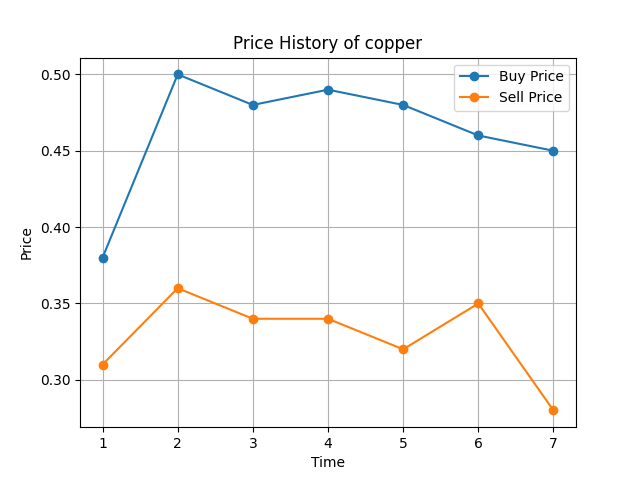 Price History of copper
Buy Price
Sell Price
0.50
0.45
0.40
0.35
0.30
Price
1 2 3 4 5 6 7
Time